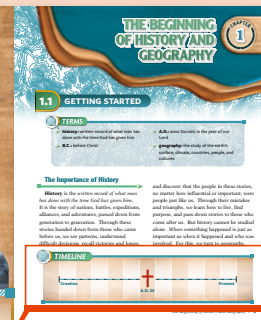 THE BEGINNING
OF HISTORY AND
GEOGRAPHY
CHAPTER
1
1.1 GETTING STARTED
TERMS
history: written record of what man has
done with the time God has given him
B.C.: before Christ
A.D.: anno Domini in the year of our
Lord
geography: the study of the earth's
surface, climate, countries, people, and
cultures
The Importance of History
History is the written record of what man
has done with the time God has given him.
It is the story of nations, battles, expeditions,
alliances, and adventures, passed down from
generation to generation. Through these
stories handed down from those who came
before us, we see patterns, understand
difficult decisions, recall victories and losses,
and discover that the people in these stories,
no matter how influential or important, were
people just like us. Through their mistakes
and triumphs, we learn how to live, find
purpose, and pass down stories to those who
come after us. But history cannot be studied
alone. Where something happened is just as
important as when it happened and who was
involved. For this, we turn to geography.
TIMELINE
Creation
A.D. 30
Present